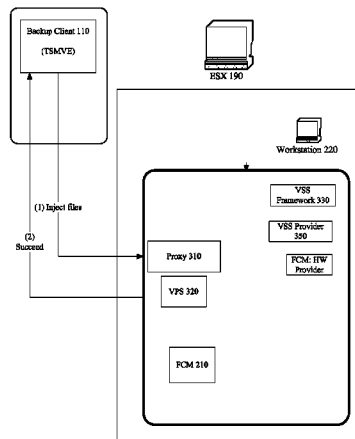 Backup Client 110
(TSMVE)
ESX 190
Workstation 220
VSS
Framework 330
(1) Inject files
VSS Provider
350
(2)
Succeed
Proxy 310
FCM: HW
Provider
VPS 320
FCM 210